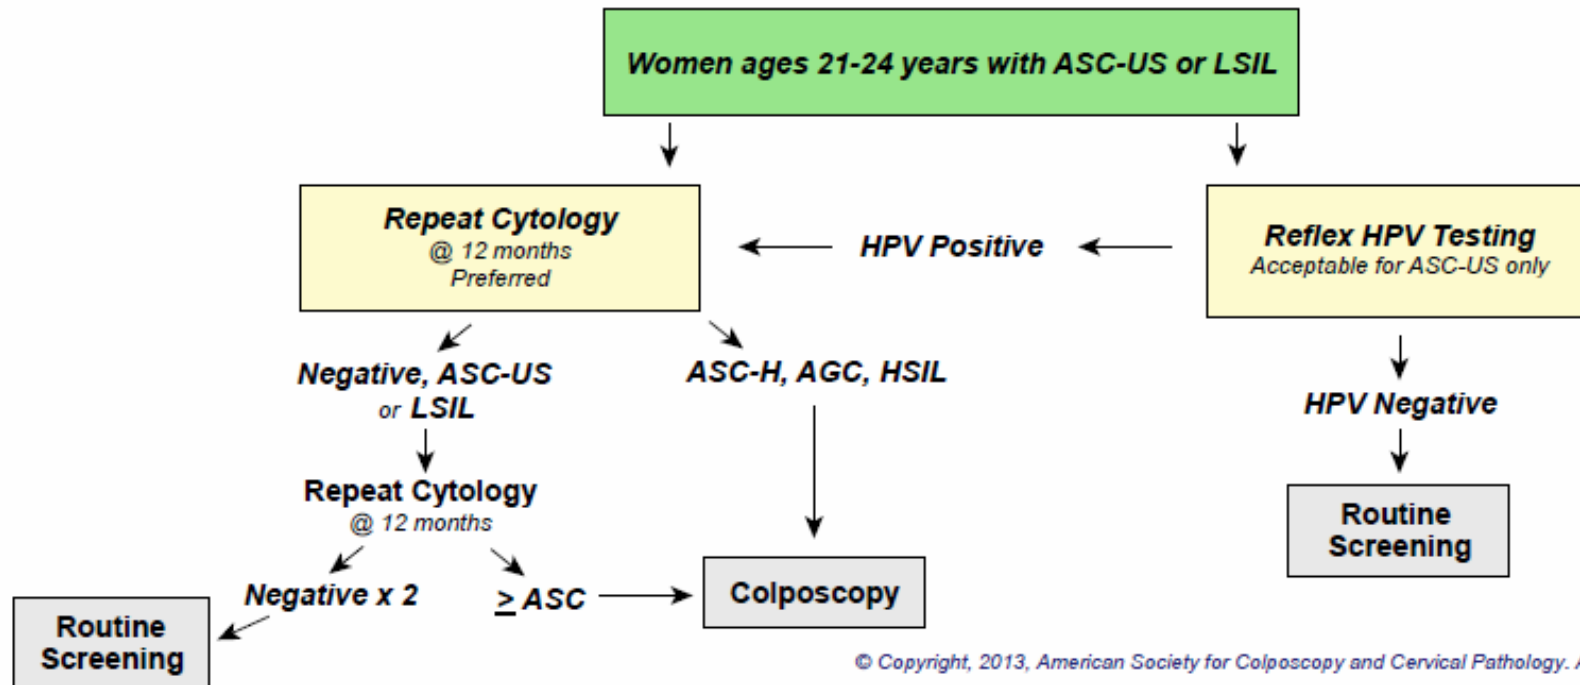 Women ages 21-24 years with ASC-US or LSIL
Repeat Cytology
@ 12 months
Preferred
HPV Positive
Reflex HPV Testing
Acceptable for ASC-US only
Negative, ASC-US
or LSIL
ASC-H, AGC, HSIL
HPV Negative
Repeat Cytology
@ 12 months
Routine
Screening
Negative x 2
≥ ASC
Colposcopy
Routine
Screening
© Copyright, 2013, American Society for Colposcopy and Cervical Pathology. A